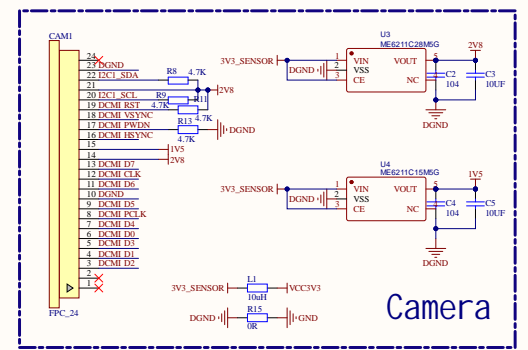 CAM1
24
23 DGND
22 I2C1_SDA
21
20 I2C1_SCL
19 DCMI RST
18 DCMI VSYNC
17 DCMI PWDN
16 DCMI HSYNC
15
14
13 DCMI D7
12 DCMI CLK
11 DCMI D6
10 DGND
9 DCMI D5
8 DCMI PCLK
7 DCMI D4
6 DCMI D0
5 DCMI D3
4 DCMI D1
3 DCMI D2
2
1
FPC_24
R8
4.7K
2V8
R9
4.7K
R11
4.7K
R13
4.7K
DGND
1V5
2V8
U3
ME6211C28M5G
3V3_SENSOR
DGND
1 VIN
2 VSS
3 CE
VOUT 5
NC 4
2V8
C2
104
C3
10UF
DGND
U4
ME6211C15M5G
3V3_SENSOR
DGND
1 VIN
2 VSS
3 CE
VOUT 5
NC
1V5
C4
104
C5
10UF
DGND
3V3_SENSOR
L1
10uH
VCC3V3
DGND
R15
0R
GND
Camera